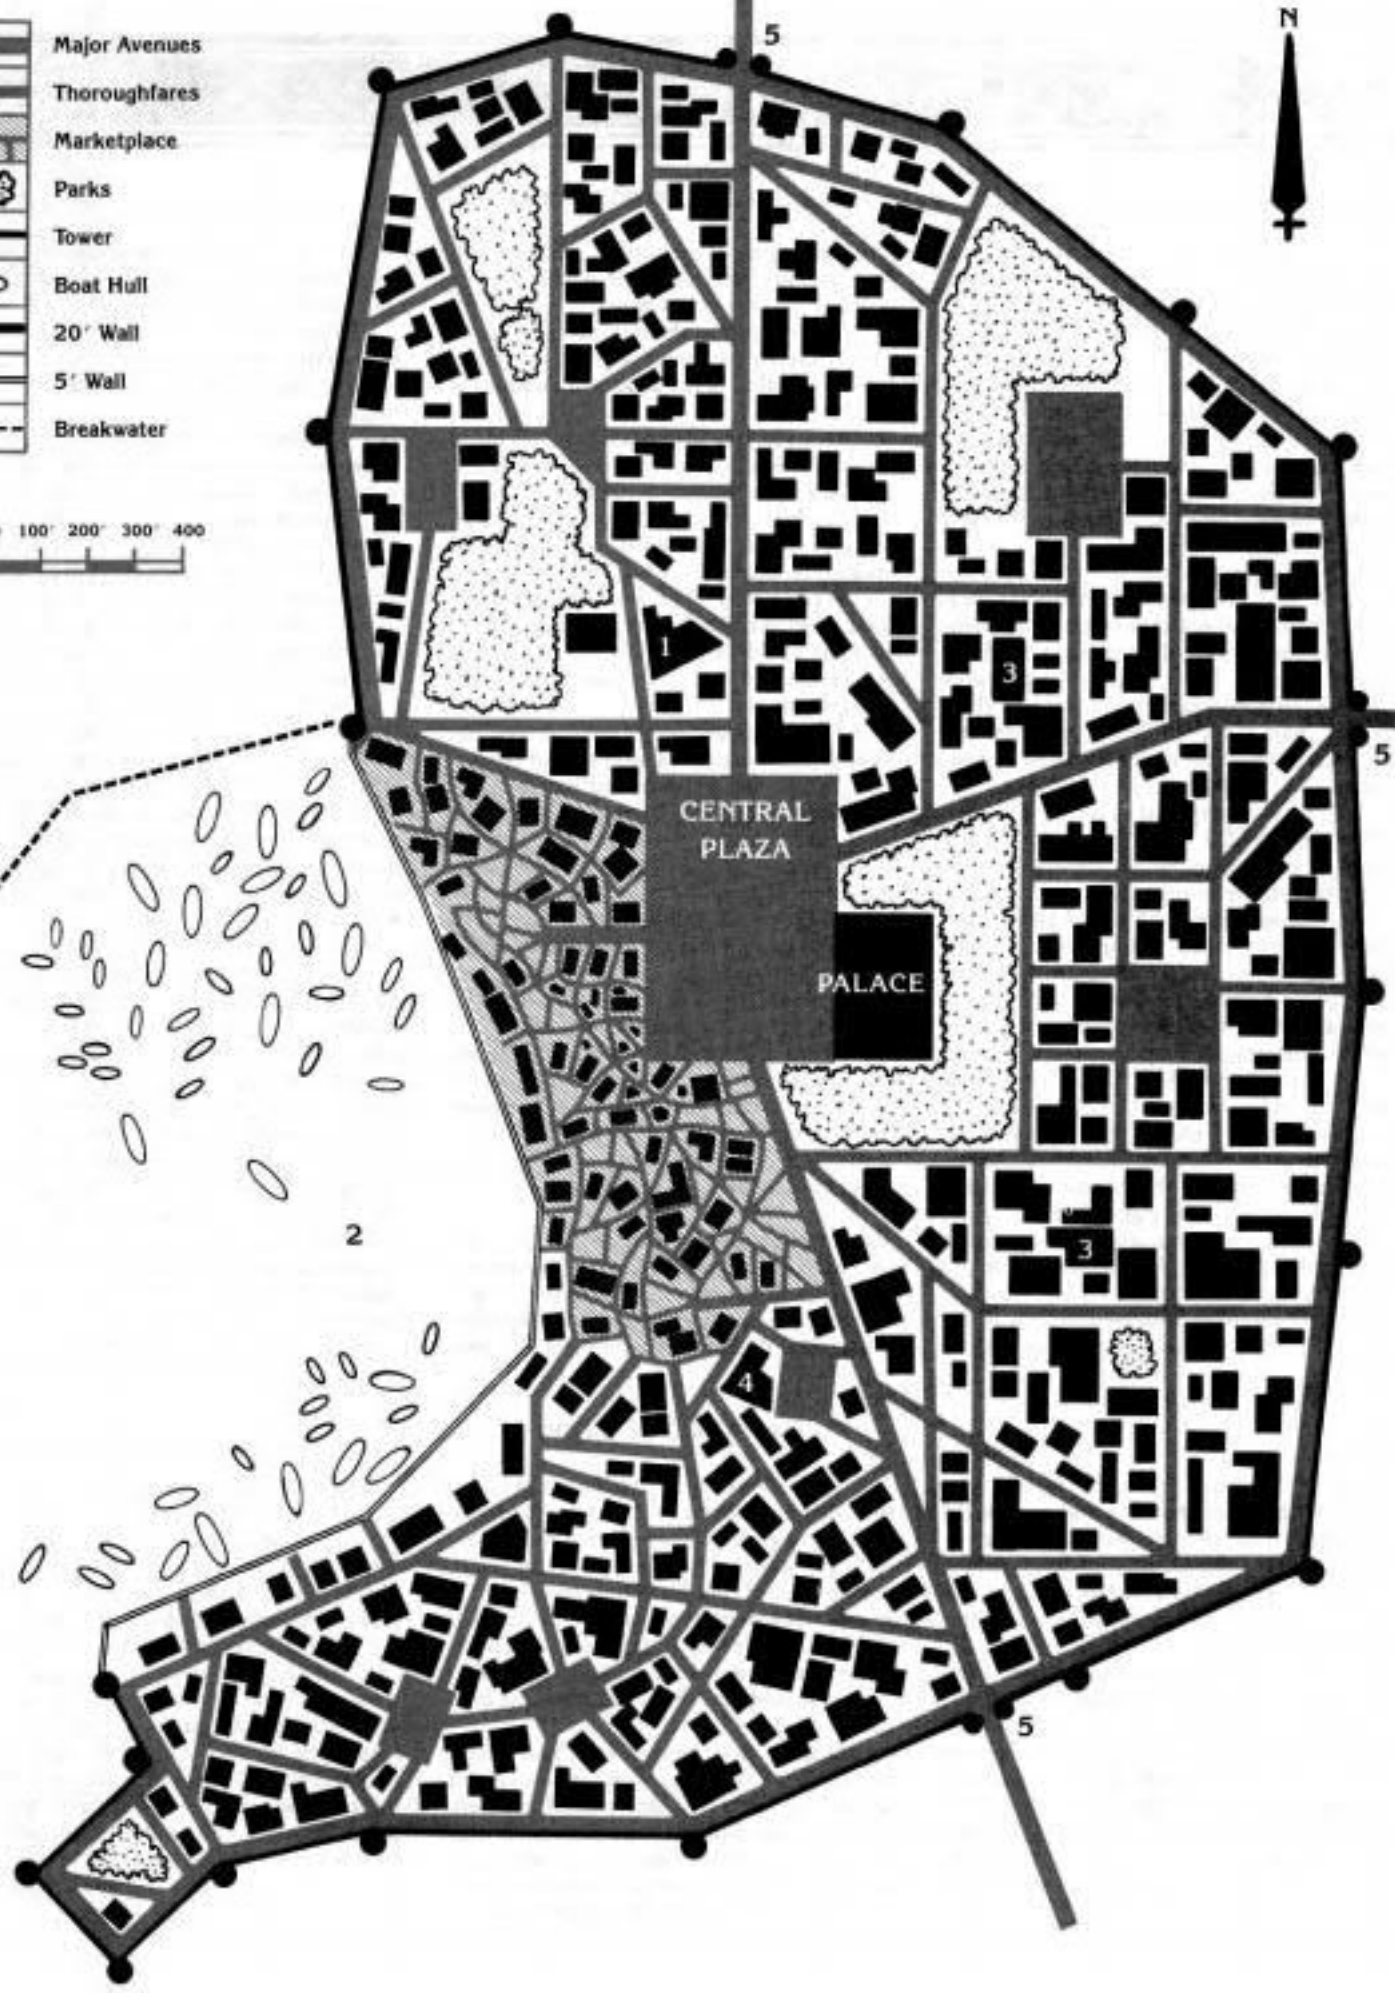 5
N
Major Avenues
Thoroughfares
Marketplace
Parks
Tower
Boat Hull
20' Wall
5' Wall
Breakwater
100' 200' 300' 400
1
3
5
CENTRAL
PLAZA
PALACE
2
3
4
5